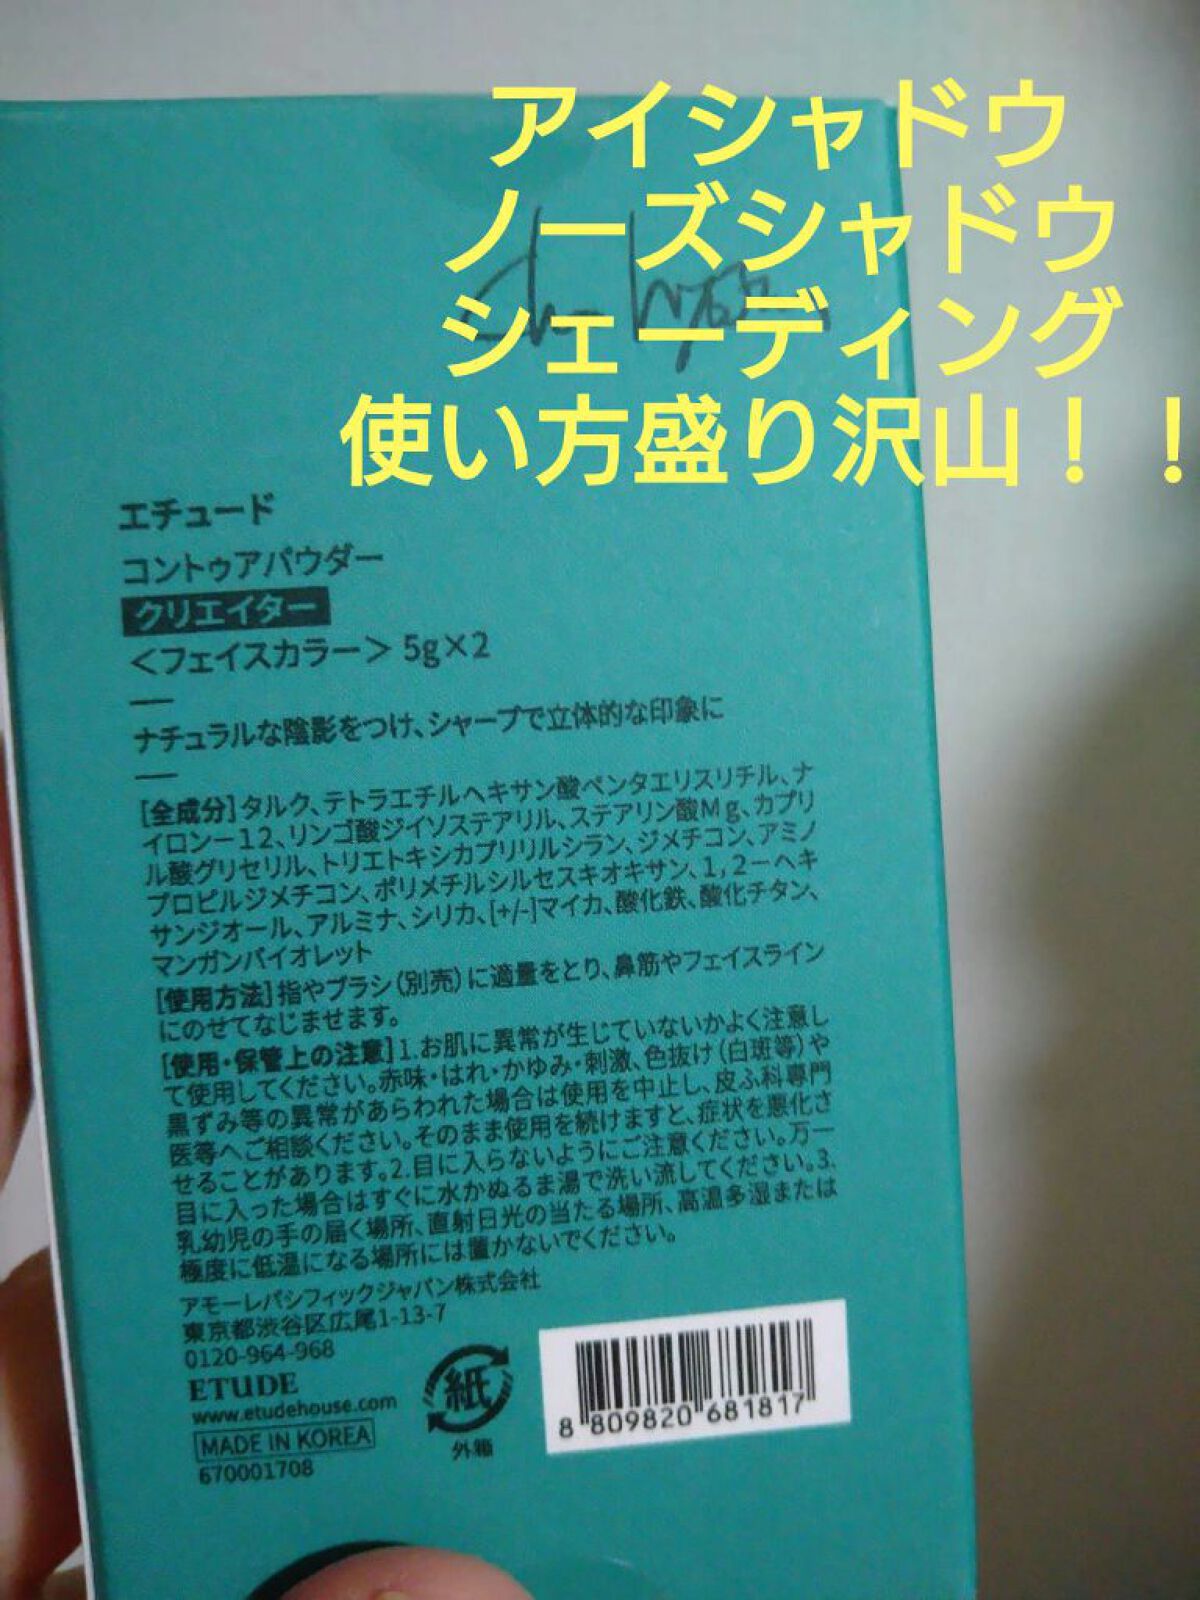 アイシャドウ
ノーズシャドウ
シェーディング
使い方盛り沢山！！
エチュード
コントゥアパウダー
クリエイター
＜フェイスカラー＞ 5g×2
ナチュラルな陰影をつけ、シャープで立体的な印象に
[全成分]タルク、テトラエチルヘキサン酸ペンタエリスリチル、ナ
イロン－12、リンゴ酸ジイソステアリル、ステアリン酸Mg、カプリ
ル酸グリセリル、トリエトキシカプリリルシラン、ジメチコン、アミノ
プロピルジメチコン、ポリメチルシルセスキオキサン、1，2－ヘキ
サンジオール、アルミナ、シリカ、[+/-]マイカ、酸化鉄、酸化チタン、
マンガンバイオレット
[使用方法]指やブラシ（別売）に適量をとり、鼻筋やフェイスライン
にのせてなじませます。
[使用・保管上の注意]1.お肌に異常が生じていないかよく注意し
て使用してください。赤味・はれ・かゆみ・刺激、色抜け（白斑等）や
黒ずみ等の異常があらわれた場合は使用を中止し、皮ふ科専門
医等へご相談ください。そのまま使用を続けますと、症状を悪化さ
せることがあります。2.目に入らないようにご注意ください。万一
目に入った場合はすぐに水かぬるま湯で洗い流してください。3.
乳幼児の手の届く場所、直射日光の当たる場所、高温多湿または
極度に低温になる場所には置かないでください。
アモーレパシフィックジャパン株式会社
東京都渋谷区広尾1-13-7
0120-964-968
ETUDE
www.etudehouse.com
MADE IN KOREA
670001708
紙
外箱
8 809820 681817